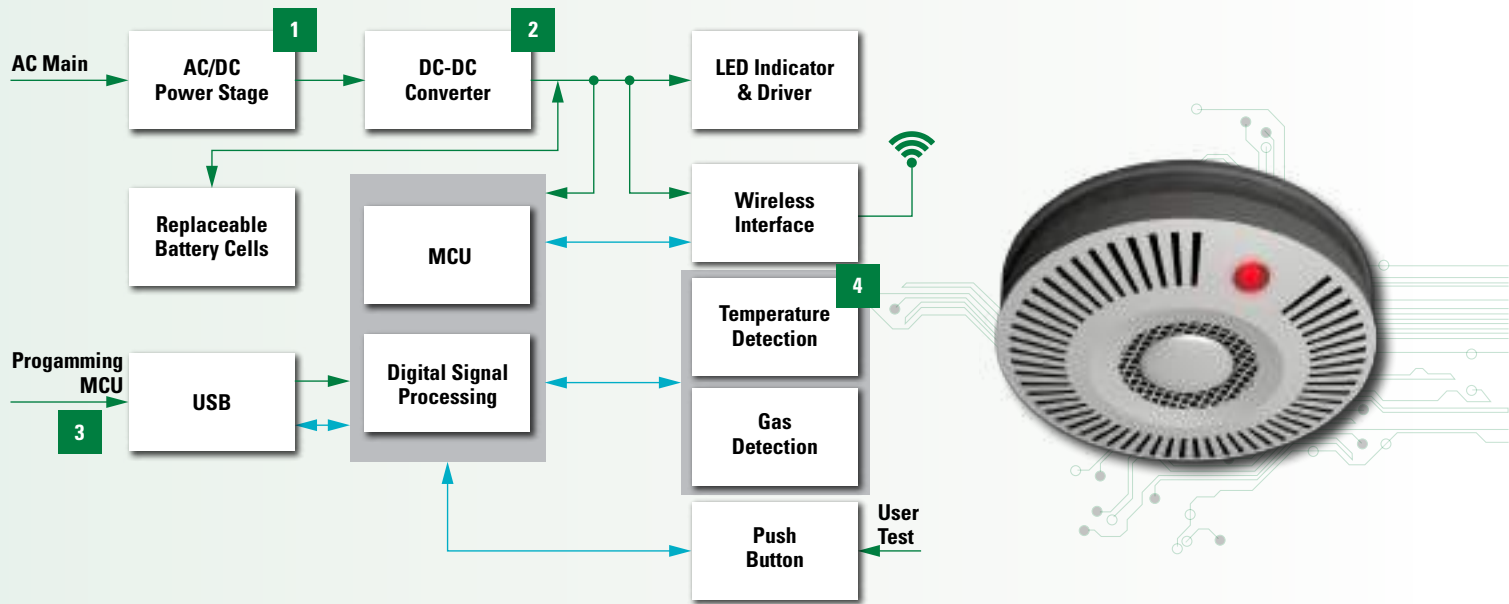 1
2
AC Main
AC/DC
Power Stage
DC-DC
Converter
LED Indicator
& Driver
Replaceable
Battery Cells
MCU
Wireless
Interface
4
Temperature
Detection
Progamming
MCU
3
USB
Digital Signal
Processing
Gas
Detection
Push
Button
User
Test